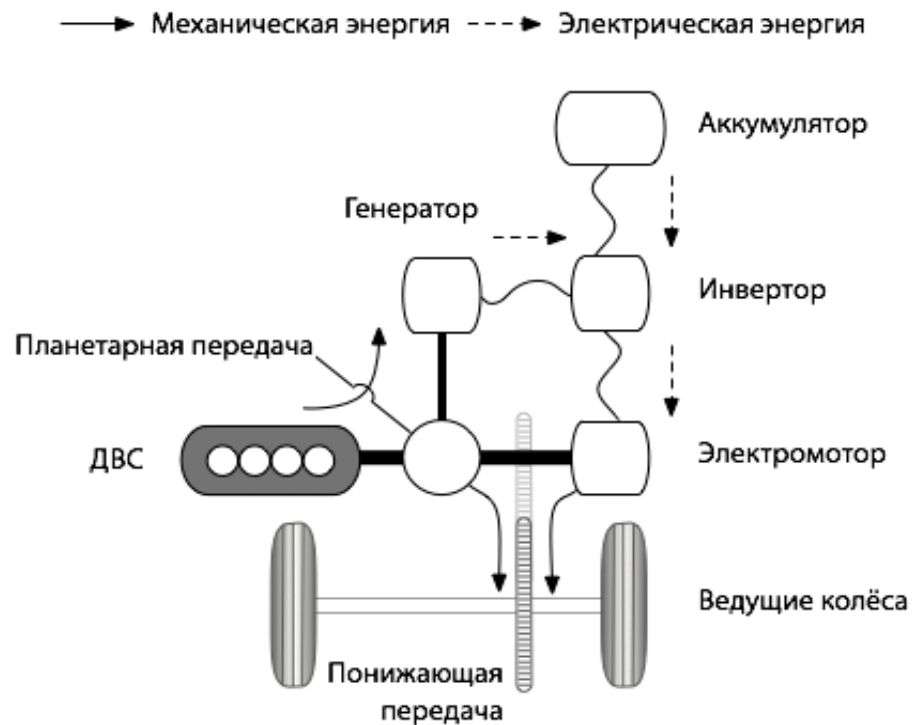 Механическая энергия
Электрическая энергия
Аккумулятор
Генератор
Инвертор
Планетарная передача
ДВС
Электромотор
Ведущие колёса
Понижающая
передача